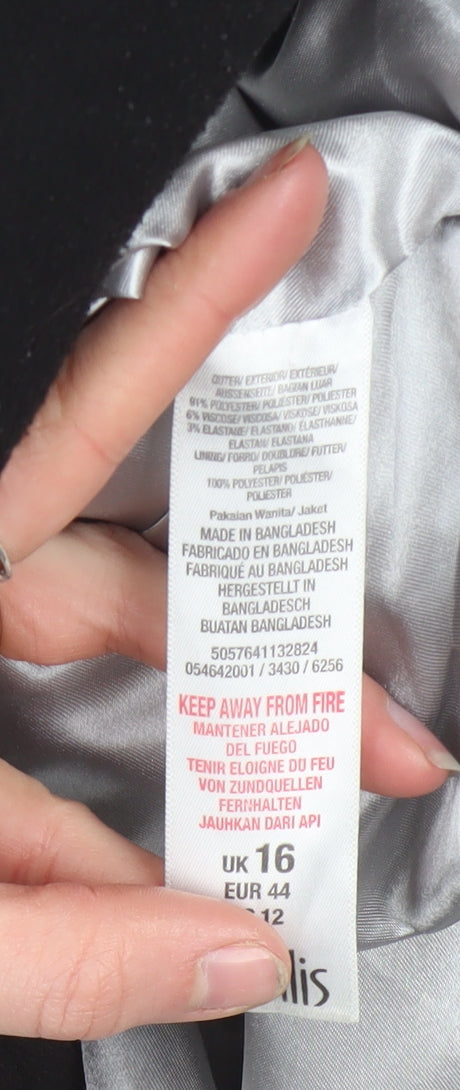 OUTER/ EXTERIOR/ EXTÉRIEUR/
AUSSENSEITE/ BAGIAN LUAR
91% POLYESTER/ POLIÉSTER/ POLIESTER
6% VISCOSE/ VISCOSA/ VISKOSE/ VISKOSA
3% ELASTANE/ ELASTANO/ ELASTHANNE/
ELASTAN/ ELASTANA
LINING/ FORRO/ DOUBLURE/ FUTTER/
PELAPIS
100% POLYESTER/ POLIÉSTER/
POLIESTER
Pakaian Wanita/ Jaket
MADE IN BANGLADESH
FABRICADO EN BANGLADESH
FABRIQUÉ AU BANGLADESH
HERGESTELLT IN
BANGLADESCH
BUATAN BANGLADESH
5057641132824
054642001 / 3430 / 6256
KEEP AWAY FROM FIRE
MANTENER ALEJADO
DEL FUEGO
TENIR ELOIGNE DU FEU
VON ZUNDQUELLEN
FERNHALTEN
JAUHKAN DARI API
UK 16
EUR 44
12
lis